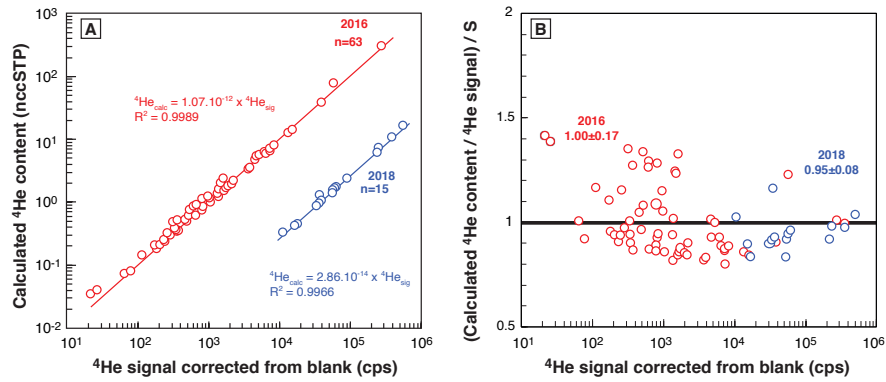 A
2016
n=63
⁴He_calc = 1.07.10⁻¹² x ⁴He_sig
R² = 0.9989
2018
n=15
⁴He_calc = 2.86.10⁻¹⁴ x ⁴He_sig
R² = 0.9966
Calculated ⁴He content (nccSTP)
10³
10²
10¹
1
10⁻¹
10⁻²
10¹ 10² 10³ 10⁴ 10⁵ 10⁶
⁴He signal corrected from blank (cps)
B
2016
1.00±0.17
2018
0.95±0.08
(Calculated ⁴He content / ⁴He signal) / S
2
1.5
1
0.5
10¹ 10² 10³ 10⁴ 10⁵ 10⁶
⁴He signal corrected from blank (cps)